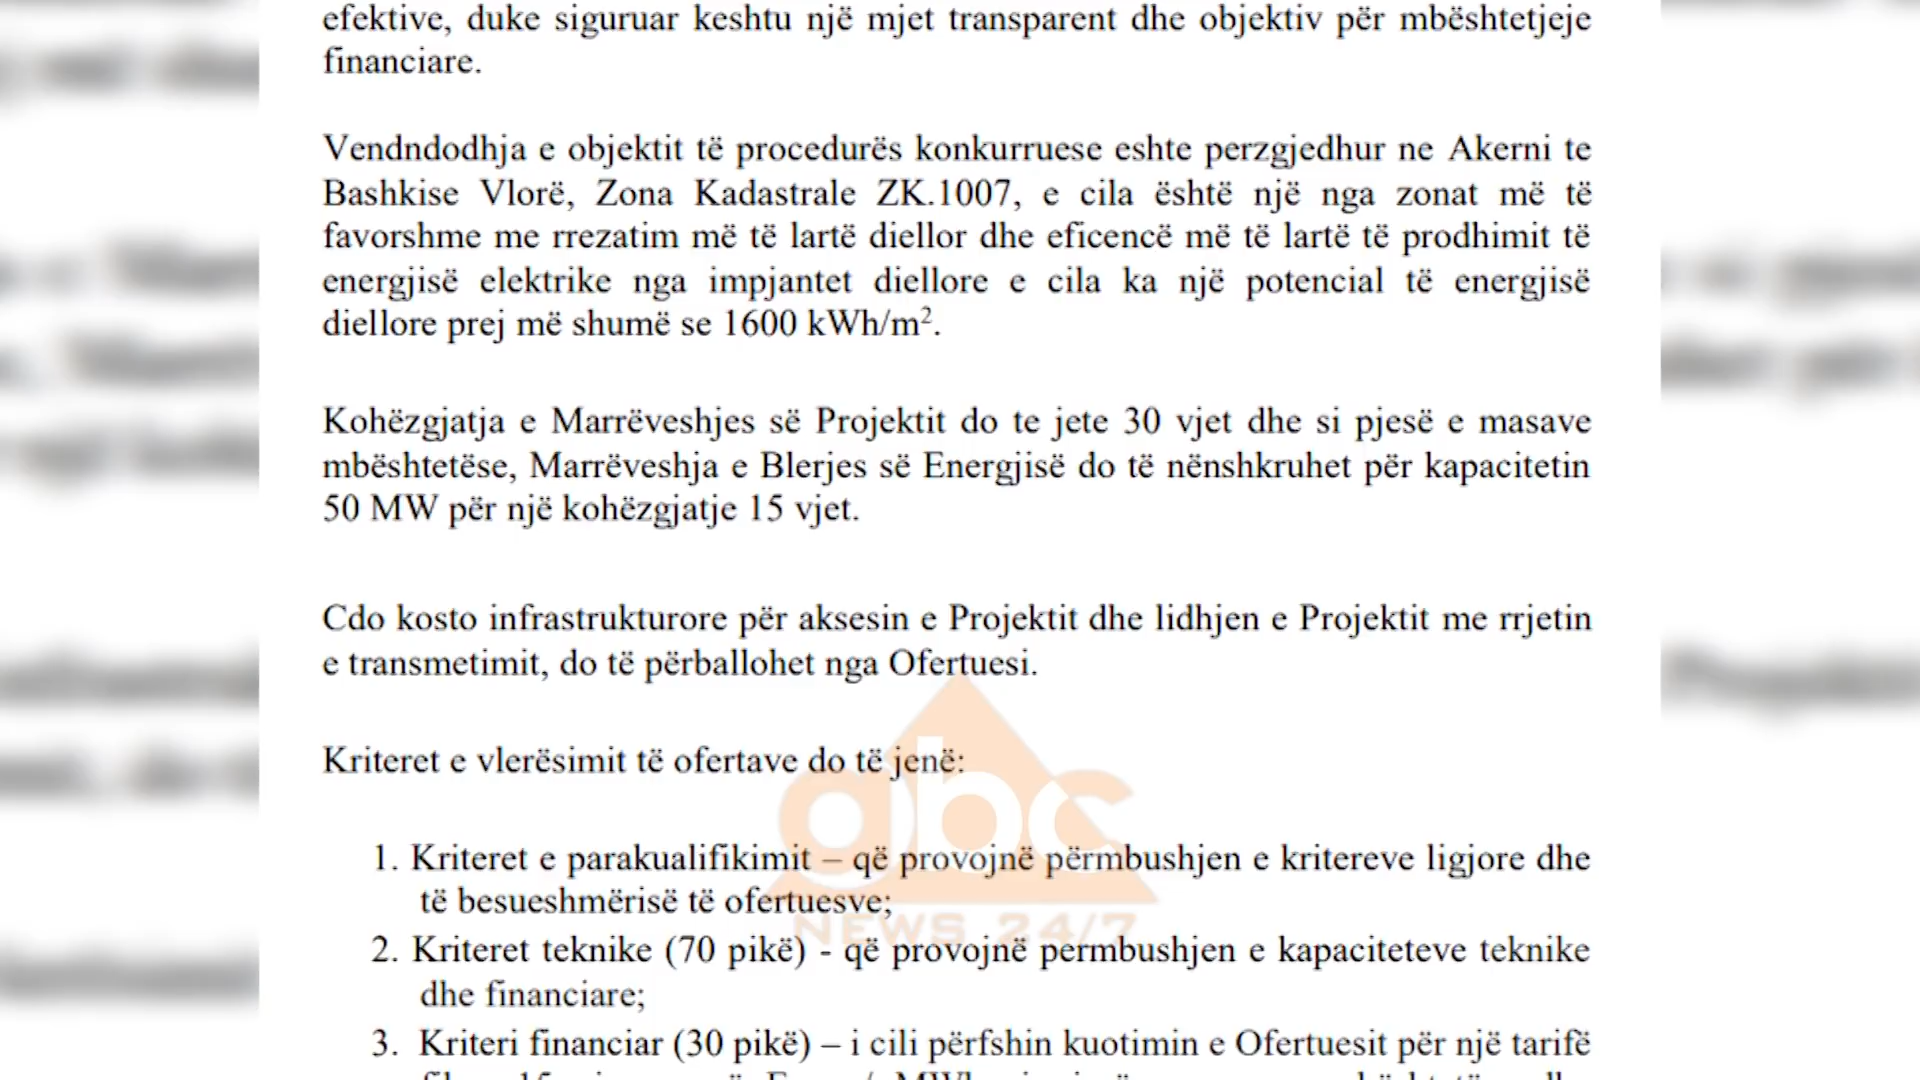 efektive, duke siguruar keshtu një mjet transparent dhe objektiv për mbështetjeje
financiare.
Vendndodhja e objektit të procedurës konkurruese eshte perzgjedhur ne Akerni te
Bashkise Vlorë, Zona Kadastrale ZK.1007, e cila është një nga zonat më të
favorshme me rrezatim më të lartë diellor dhe eficencë më të lartë të prodhimit të
energjisë elektrike nga impjantet diellore e cila ka një potencial të energjisë
diellore prej më shumë se 1600 kWh/m².
Kohëzgjatja e Marrëveshjes së Projektit do te jete 30 vjet dhe si pjesë e masave
mbështetëse, Marrëveshja e Blerjes së Energjisë do të nënshkruhet për kapacitetin
50 MW për një kohëzgjatje 15 vjet.
Cdo kosto infrastrukturore për aksesin e Projektit dhe lidhjen e Projektit me rrjetin
e transmetimit, do të përballohet nga Ofertuesi.
Kriteret e vlerësimit të ofertave do të jenë:
abc
NEWS 24/7
1. Kriteret e parakualifikimit – që provojnë përmbushjen e kritereve ligjore dhe
të besueshmërisë të ofertuesve;
2. Kriteret teknike (70 pikë) - që provojnë permbushjen e kapaciteteve teknike
dhe financiare;
3. Kriteri financiar (30 pikë) – i cili përfshin kuotimin e Ofertuesit për një tarifë